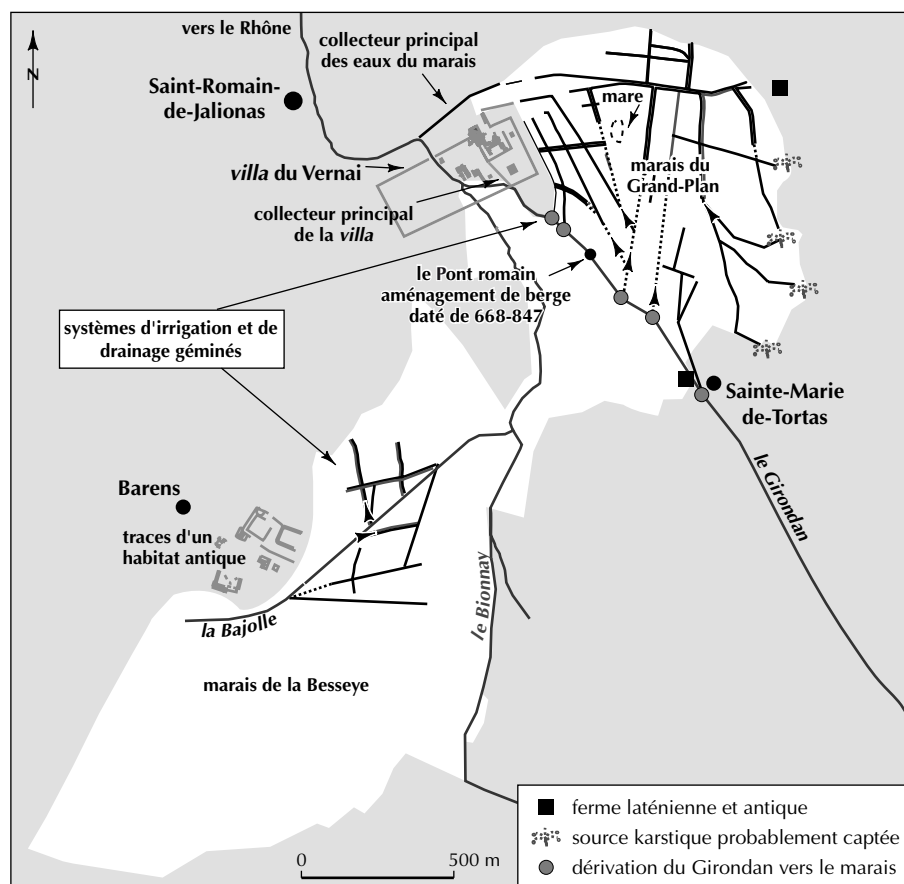 vers le Rhône
N
collecteur principal
des eaux du marais
Saint-Romain-
de-Jalionas
mare
villa du Vernai
marais du
Grand-Plan
collecteur principal
de la villa
le Pont romain
aménagement de berge
daté de 668-847
systèmes d'irrigation et de
drainage géminés
Sainte-Marie
de-Tortas
le Girondan
Barens
traces d'un
habitat antique
le Bionnay
la Bajolle
marais de la Besseye
ferme laténienne et antique
source karstique probablement captée
dérivation du Girondan vers le marais
0 500 m